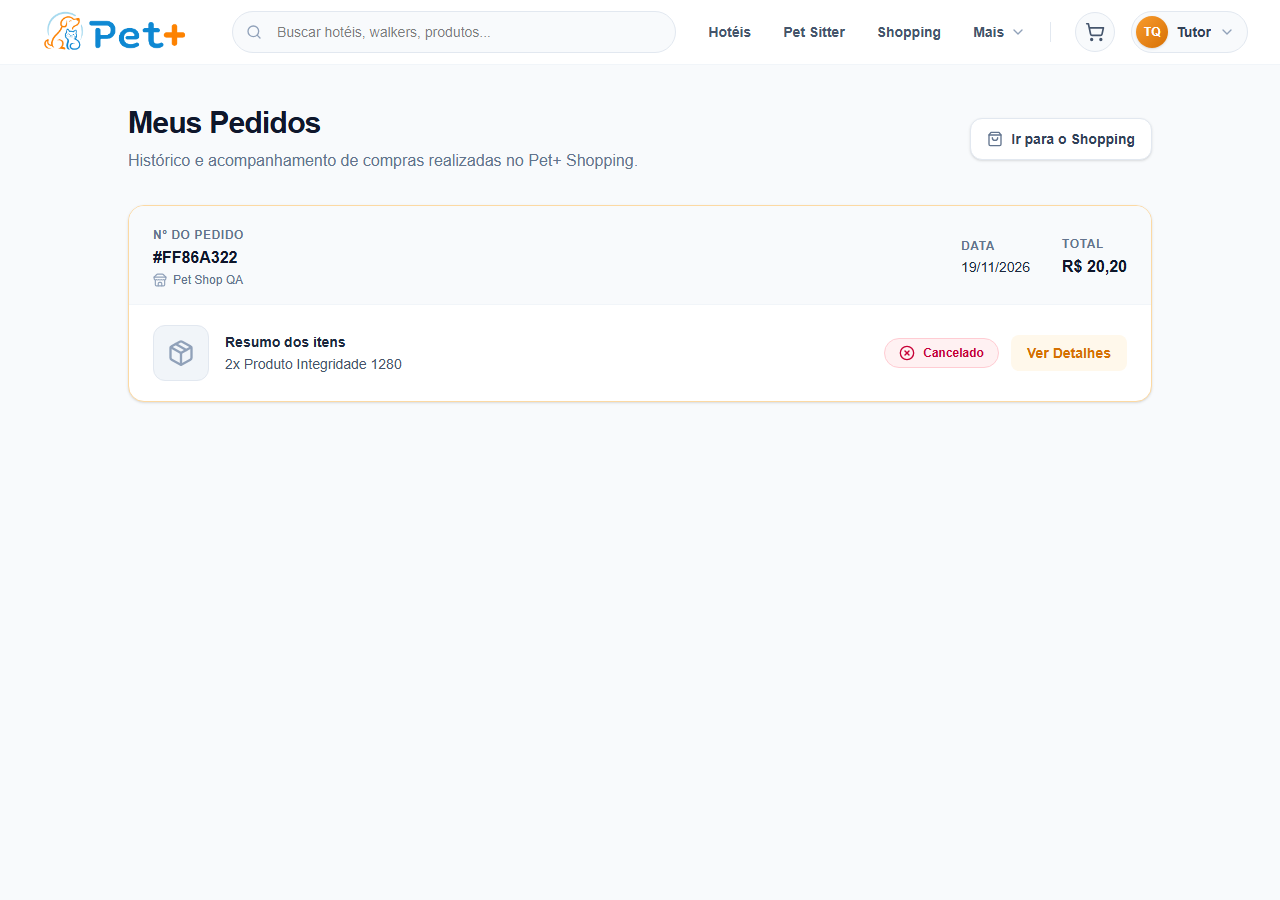 Pet+
Buscar hotéis, walkers, produtos...
Hotéis
Pet Sitter
Shopping
Mais
TQ
Tutor
Meus Pedidos
Histórico e acompanhamento de compras realizadas no Pet+ Shopping.
Ir para o Shopping
Nº DO PEDIDO
#FF86A322
Pet Shop QA
DATA
19/11/2026
TOTAL
R$ 20,20
Resumo dos itens
2x Produto Integridade 1280
Cancelado
Ver Detalhes